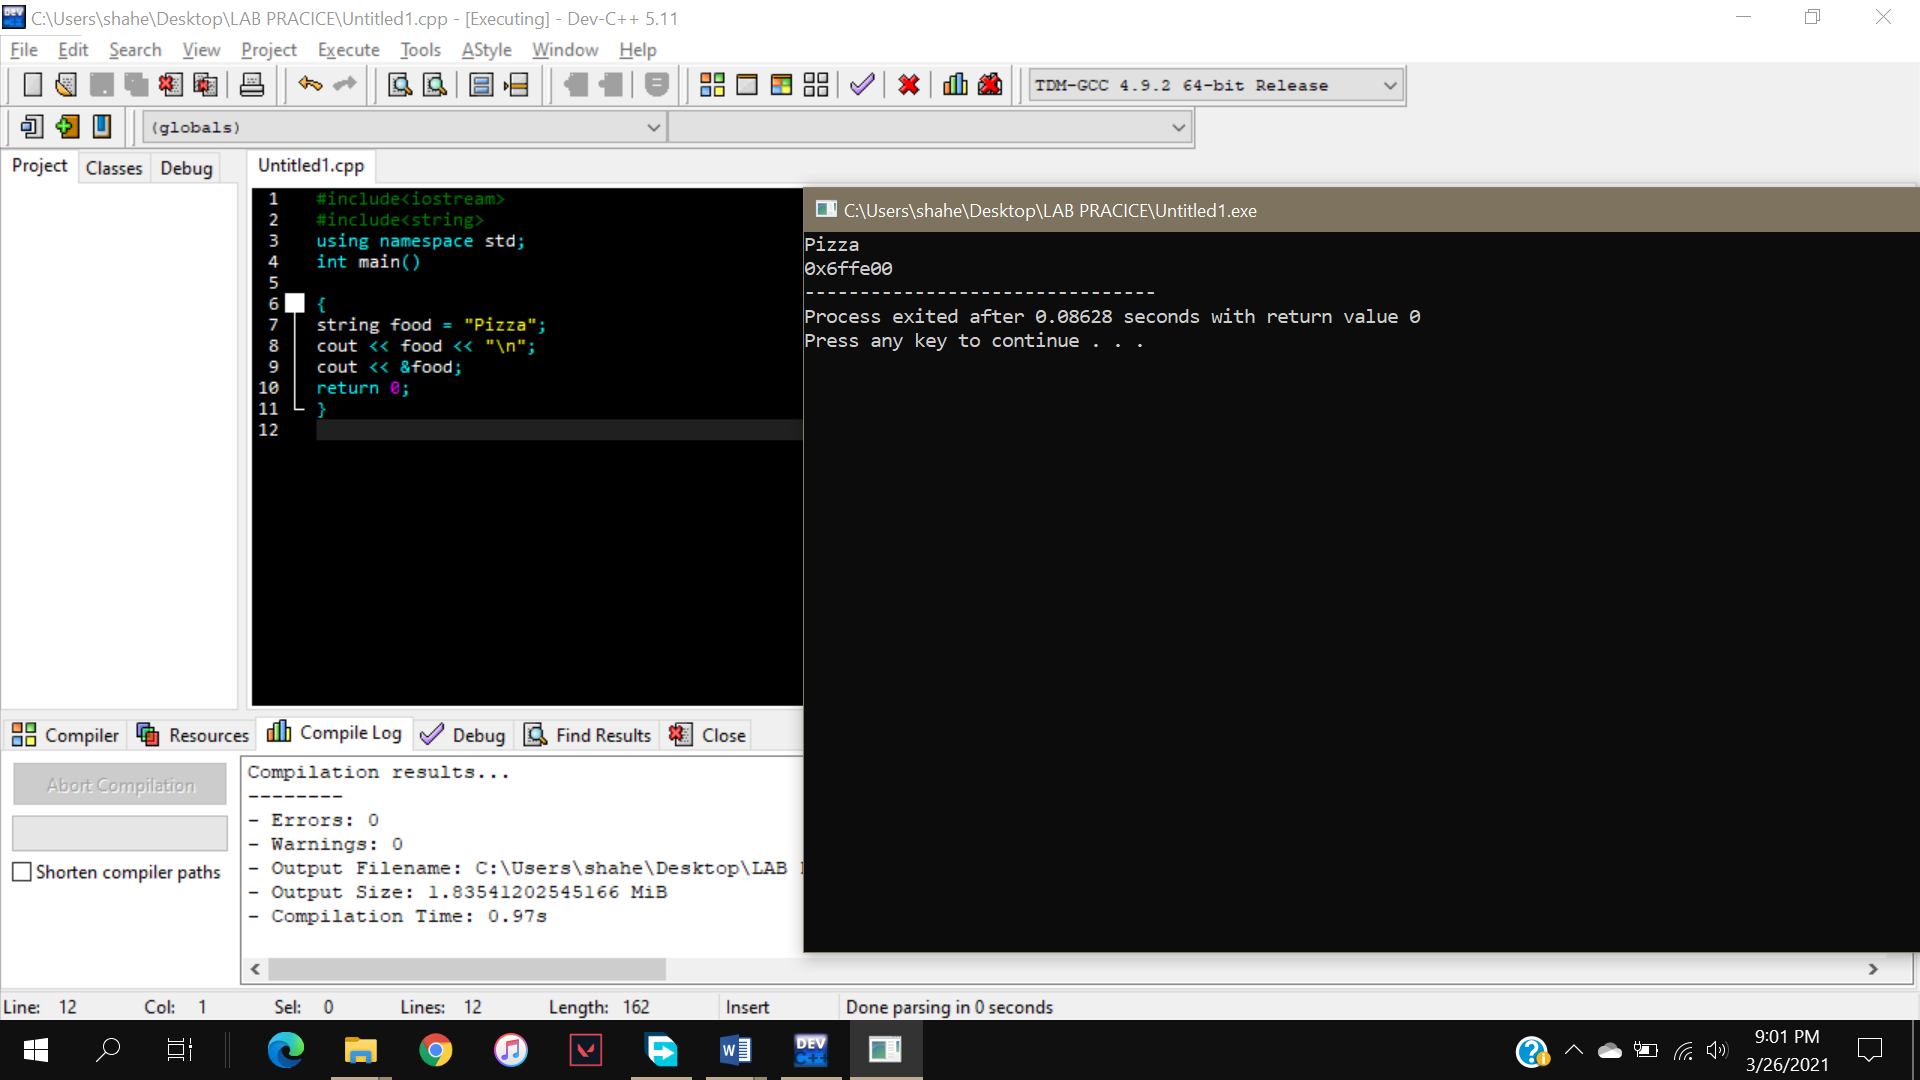 C:\Users\shahe\Desktop\LAB PRACICE\Untitled1.cpp - [Executing] - Dev-C++ 5.11
File Edit Search View Project Execute Tools AStyle Window Help
TDM-GCC 4.9.2 64-bit Release
(globals)
Project Classes Debug
Untitled1.cpp
1 #include<iostream>
2 #include<string>
3 using namespace std;
4 int main()
5
6 {
7 string food = "Pizza";
8 cout << food << "\n";
9 cout << &food;
10 return 0;
11 }
12
C:\Users\shahe\Desktop\LAB PRACICE\Untitled1.exe
Pizza
0x6ffe00
--------------------------------
Process exited after 0.08628 seconds with return value 0
Press any key to continue . . .
Compiler Resources Compile Log Debug Find Results Close
Abort Compilation
Shorten compiler paths
Compilation results...
--------
- Errors: 0
- Warnings: 0
- Output Filename: C:\Users\shahe\Desktop\LAB
- Output Size: 1.83541202545166 MiB
- Compilation Time: 0.97s
Line: 12 Col: 1 Sel: 0 Lines: 12 Length: 162 Insert Done parsing in 0 seconds
DEV C++
9:01 PM
3/26/2021